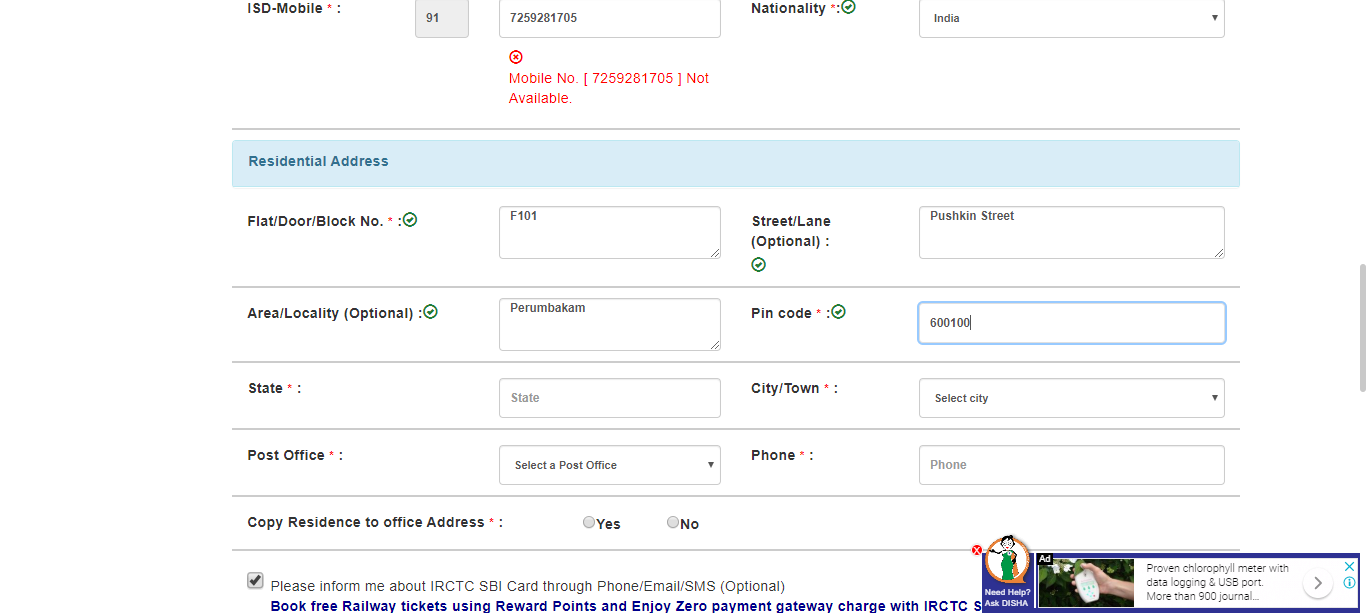 ISD-Mobile * : 91 7259281705 Nationality *: India
Mobile No. [ 7259281705 ] Not
Available.
Residential Address
Flat/Door/Block No. * : F101 Street/Lane
(Optional) : Pushkin Street
Area/Locality (Optional) : Perumbakam Pin code * : 600100
State * : State City/Town * : Select city
Post Office * : Select a Post Office Phone * : Phone
Copy Residence to office Address * : Yes No
Please inform me about IRCTC SBI Card through Phone/Email/SMS (Optional)
Book free Railway tickets using Reward Points and Enjoy Zero payment gateway charge with IRCTC S
Need Help?
Ask DISHA
Ad
Proven chlorophyll meter with
data logging & USB port.
More than 900 journal...